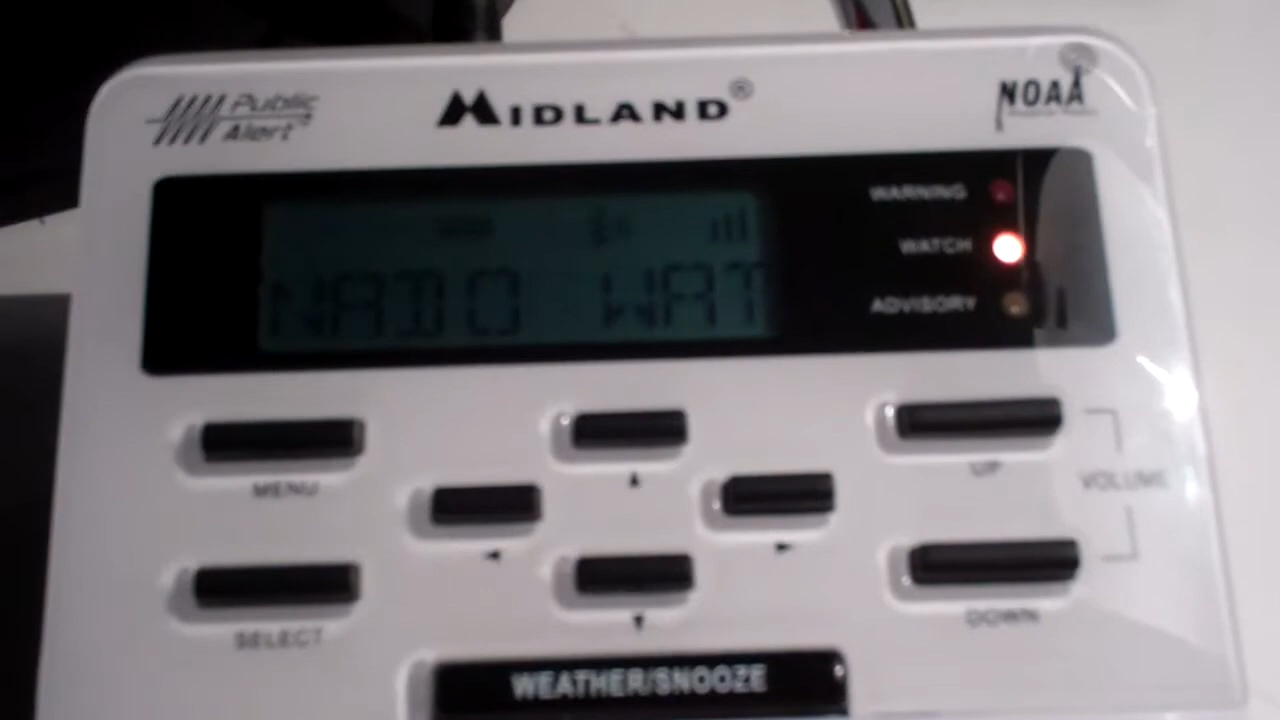 Public
Alert
MIDLAND®
NOAA
WARNING
WATCH
ADVISORY
NADO WAT
MENU
UP
VOLUME
SELECT
DOWN
WEATHER/SNOOZE